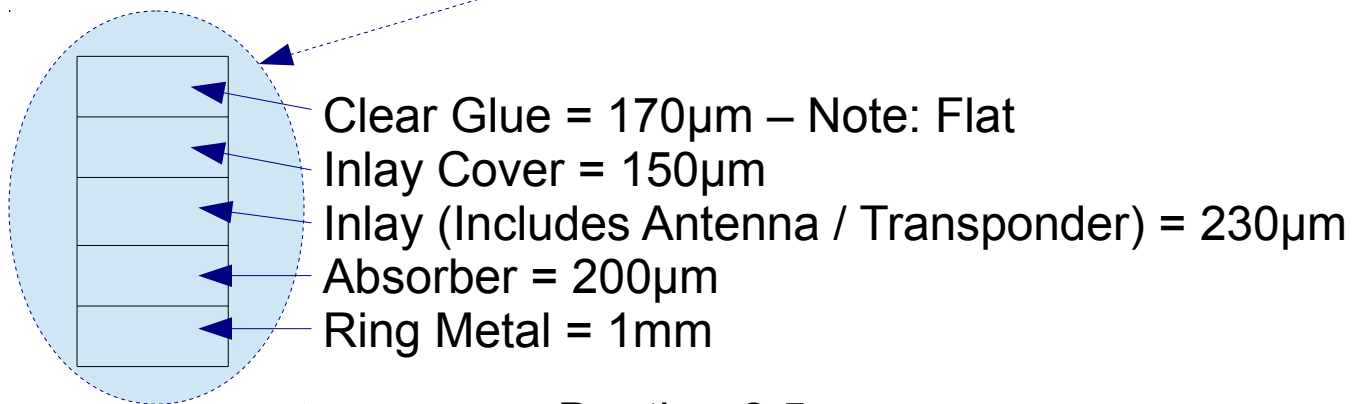 Clear Glue = 170µm – Note: Flat
Inlay Cover = 150µm
Inlay (Includes Antenna / Transponder) = 230µm
Absorber = 200µm
Ring Metal = 1mm